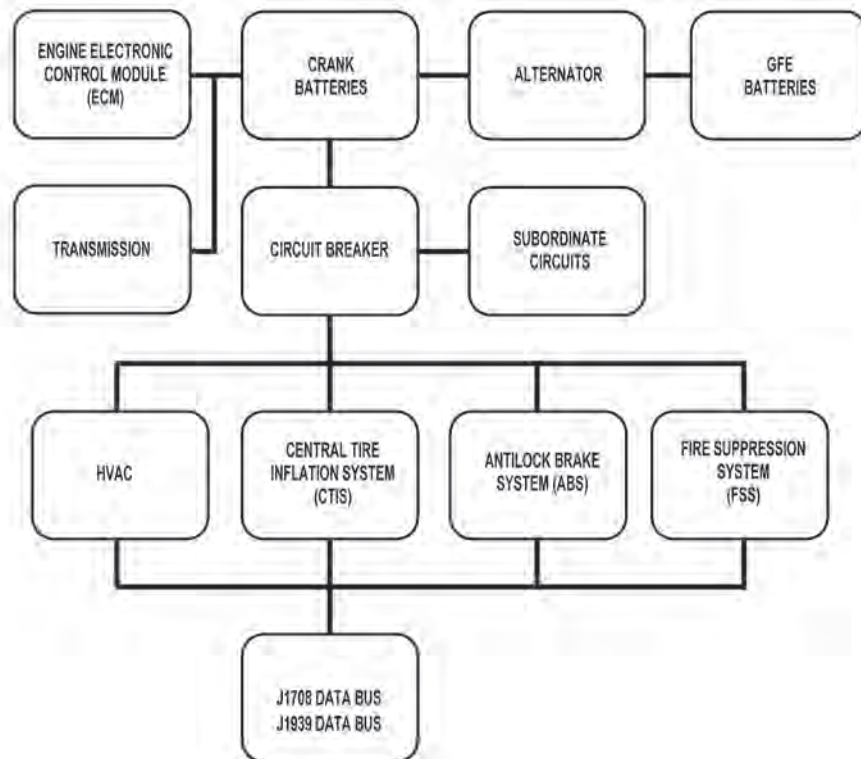 ENGINE ELECTRONIC
CONTROL MODULE
(ECM)
CRANK
BATTERIES
ALTERNATOR
GFE
BATTERIES
TRANSMISSION
CIRCUIT BREAKER
SUBORDINATE
CIRCUITS
HVAC
CENTRAL TIRE
INFLATION SYSTEM
(CTIS)
ANTILOCK BRAKE
SYSTEM (ABS)
FIRE SUPPRESSION
SYSTEM
(FSS)
J1708 DATA BUS
J1939 DATA BUS